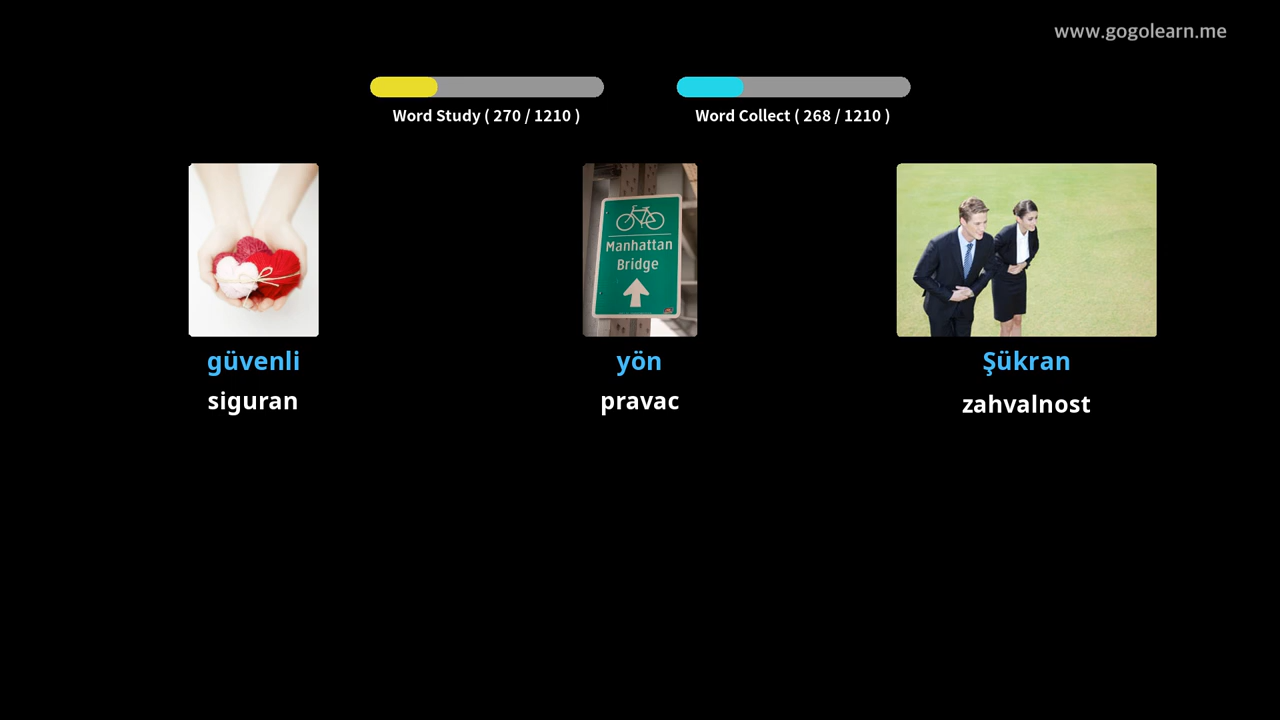 www.gogolearn.me
Word Study ( 270 / 1210 )
Word Collect ( 268 / 1210 )
Manhattan
Bridge
güvenli
siguran
yön
pravac
Şükran
zahvalnost